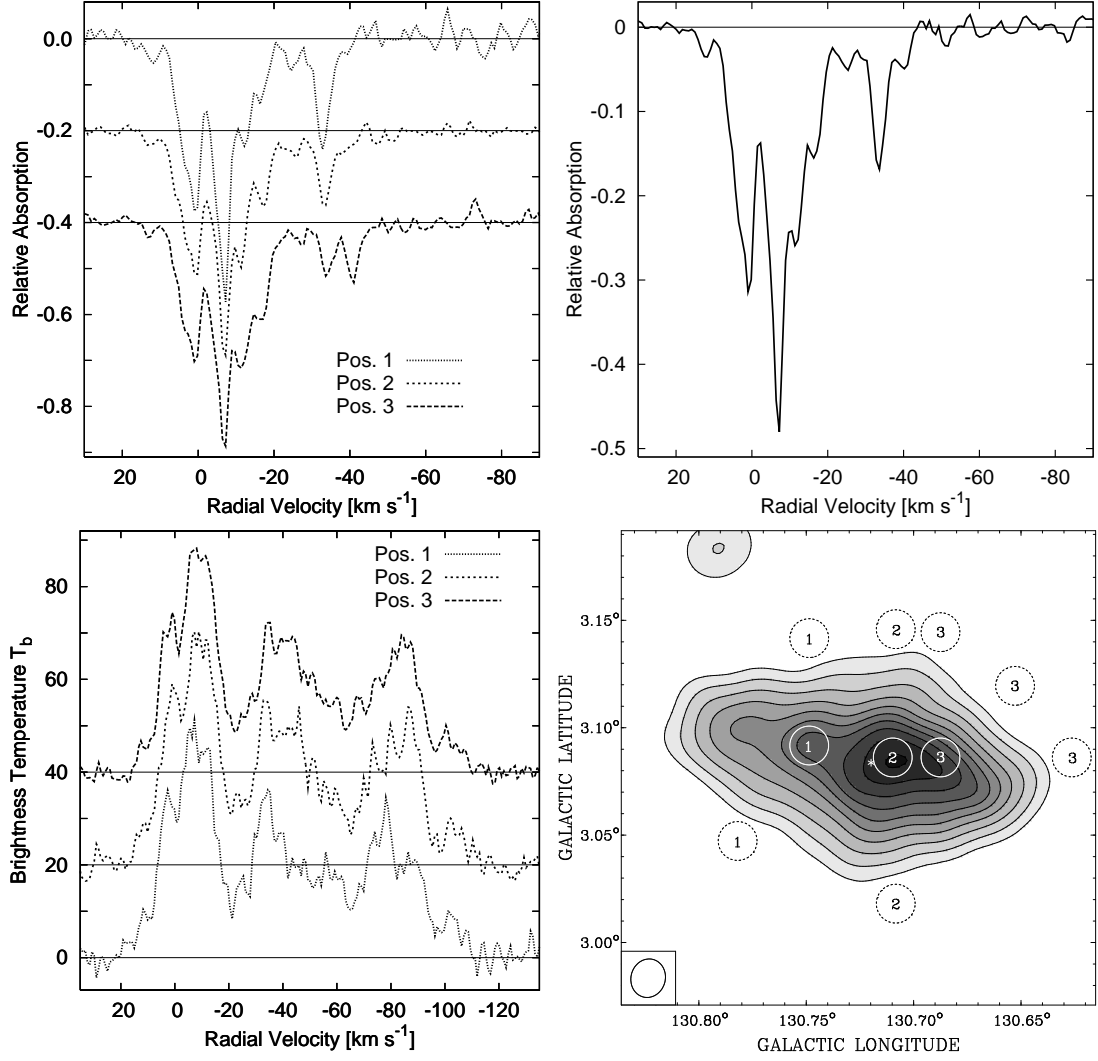 0.0
-0.2
-0.4
-0.6
-0.8
Relative Absorption
Pos. 1
Pos. 2
Pos. 3
20 0 -20 -40 -60 -80
Radial Velocity [km s-1]
0
-0.1
-0.2
-0.3
-0.4
-0.5
Relative Absorption
20 0 -20 -40 -60 -80
Radial Velocity [km s-1]
80
60
40
20
0
Brightness Temperature Tb
Pos. 1
Pos. 2
Pos. 3
20 0 -20 -40 -60 -80 -100 -120
Radial Velocity [km s-1]
3.15°
3.10°
3.05°
3.00°
GALACTIC LATITUDE
1 2 3
3
1 2 3 3
*
1
2
130.80° 130.75° 130.70° 130.65°
GALACTIC LONGITUDE